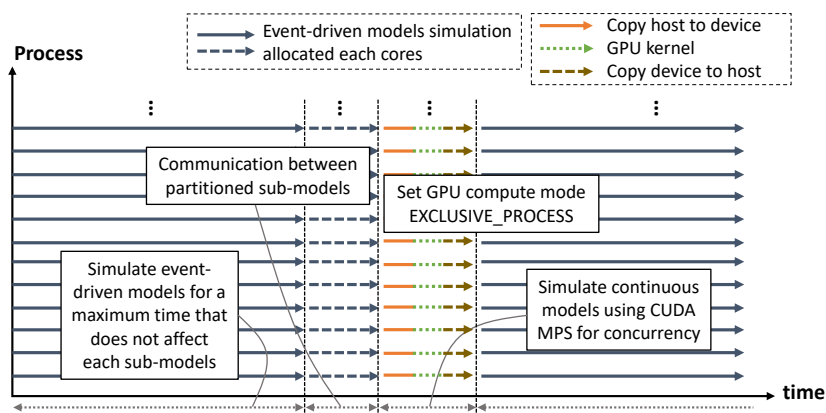 Event-driven models simulation
allocated each cores
Copy host to device
GPU kernel
Copy device to host
Process
Communication between
partitioned sub-models
Set GPU compute mode
EXCLUSIVE_PROCESS
Simulate event-
driven models for a
maximum time that
does not affect
each sub-models
Simulate continuous
models using CUDA
MPS for concurrency
time